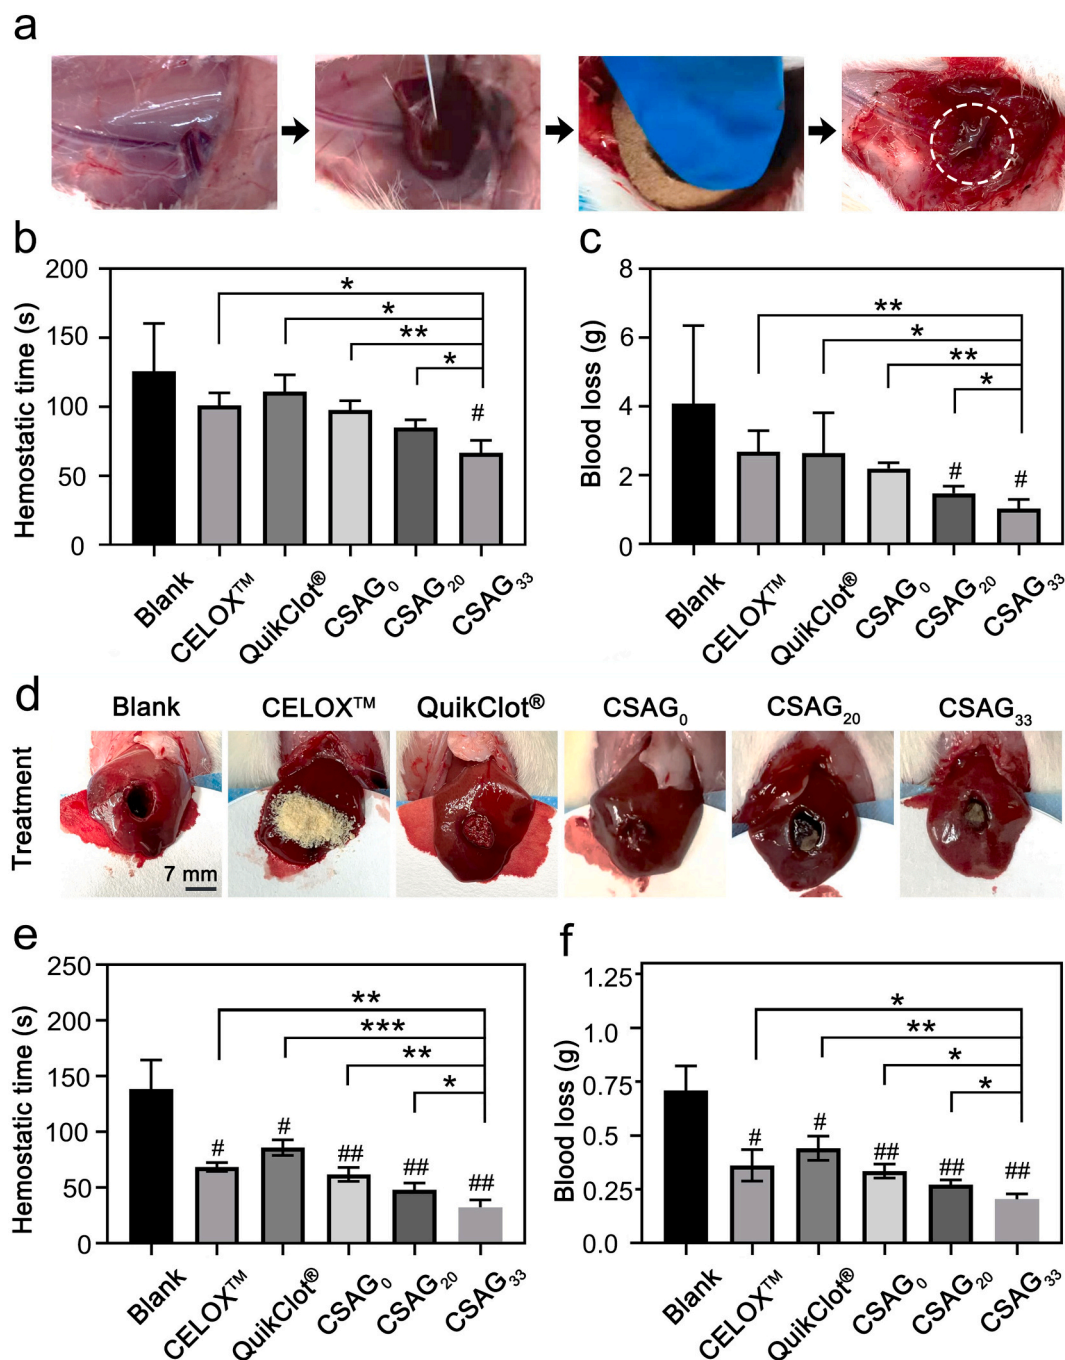 a
b
Hemostatic time (s)
200
150
100
50
0
*
*
**
*
#
Blank
CELOX™
QuikClot®
CSAG₀
CSAG₂₀
CSAG₃₃
c
Blood loss (g)
8
6
4
2
0
**
*
**
*
#
#
Blank
CELOX™
QuikClot®
CSAG₀
CSAG₂₀
CSAG₃₃
d
Blank
CELOX™
QuikClot®
CSAG₀
CSAG₂₀
CSAG₃₃
Treatment
7 mm
e
Hemostatic time (s)
250
200
150
100
50
0
**
***
**
*
#
#
##
##
##
Blank
CELOX™
QuikClot®
CSAG₀
CSAG₂₀
CSAG₃₃
f
Blood loss (g)
1.25
1.0
0.75
0.5
0.25
0.0
*
**
*
*
#
#
##
##
##
Blank
CELOX™
QuikClot®
CSAG₀
CSAG₂₀
CSAG₃₃